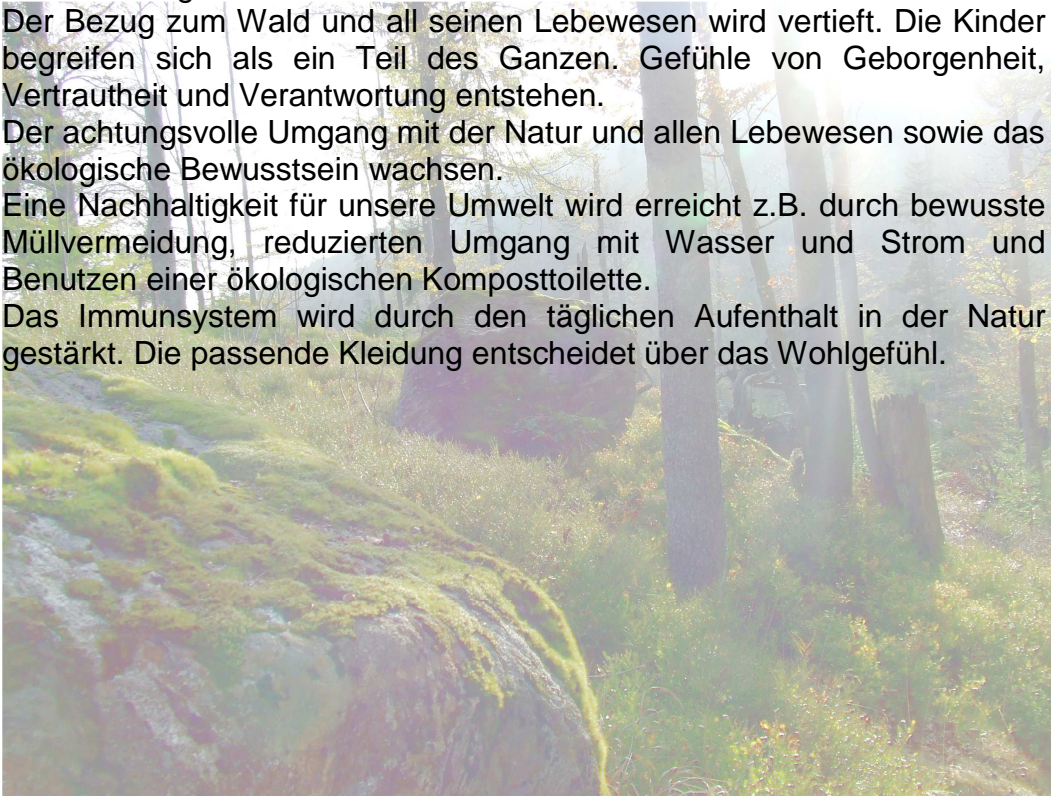 Der Bezug zum Wald und all seinen Lebewesen wird vertieft. Die Kinder
begreifen sich als ein Teil des Ganzen. Gefühle von Geborgenheit,
Vertrautheit und Verantwortung entstehen.
Der achtungsvolle Umgang mit der Natur und allen Lebewesen sowie das
ökologische Bewusstsein wachsen.
Eine Nachhaltigkeit für unsere Umwelt wird erreicht z.B. durch bewusste
Müllvermeidung, reduzierten Umgang mit Wasser und Strom und
Benutzen einer ökologischen Komposttoilette.
Das Immunsystem wird durch den täglichen Aufenthalt in der Natur
gestärkt. Die passende Kleidung entscheidet über das Wohlgefühl.